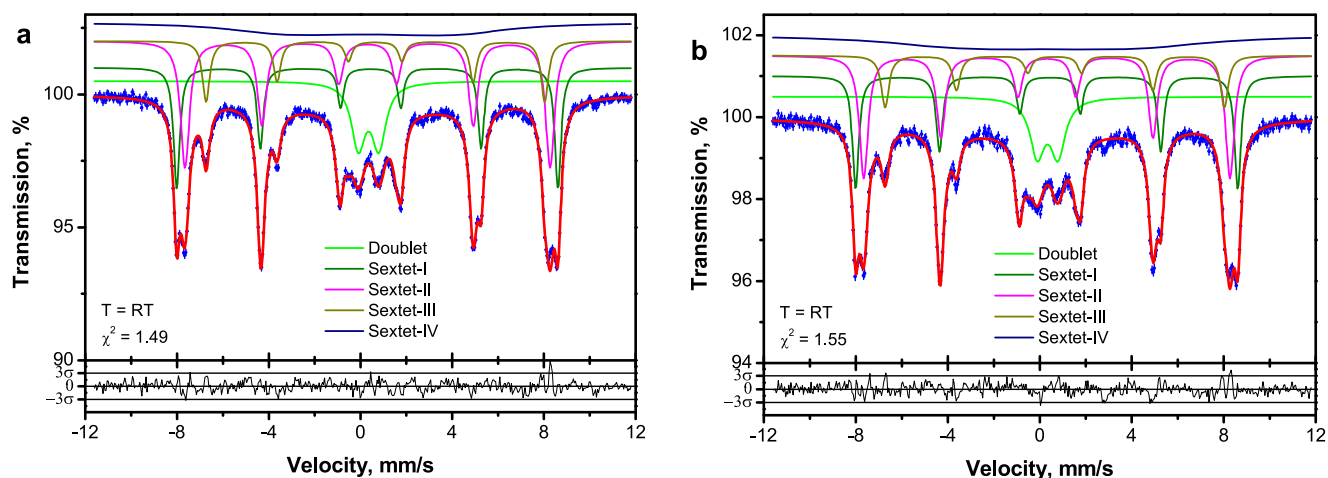 a
Transmission, %
100
95
90
Doublet
Sextet-I
Sextet-II
Sextet-III
Sextet-IV
T = RT
χ² = 1.49
3σ
0
−3σ
-12 -8 -4 0 4 8 12
Velocity, mm/s
b
Transmission, %
102
100
98
96
94
Doublet
Sextet-I
Sextet-II
Sextet-III
Sextet-IV
T = RT
χ² = 1.55
3σ
0
−3σ
-12 -8 -4 0 4 8 12
Velocity, mm/s